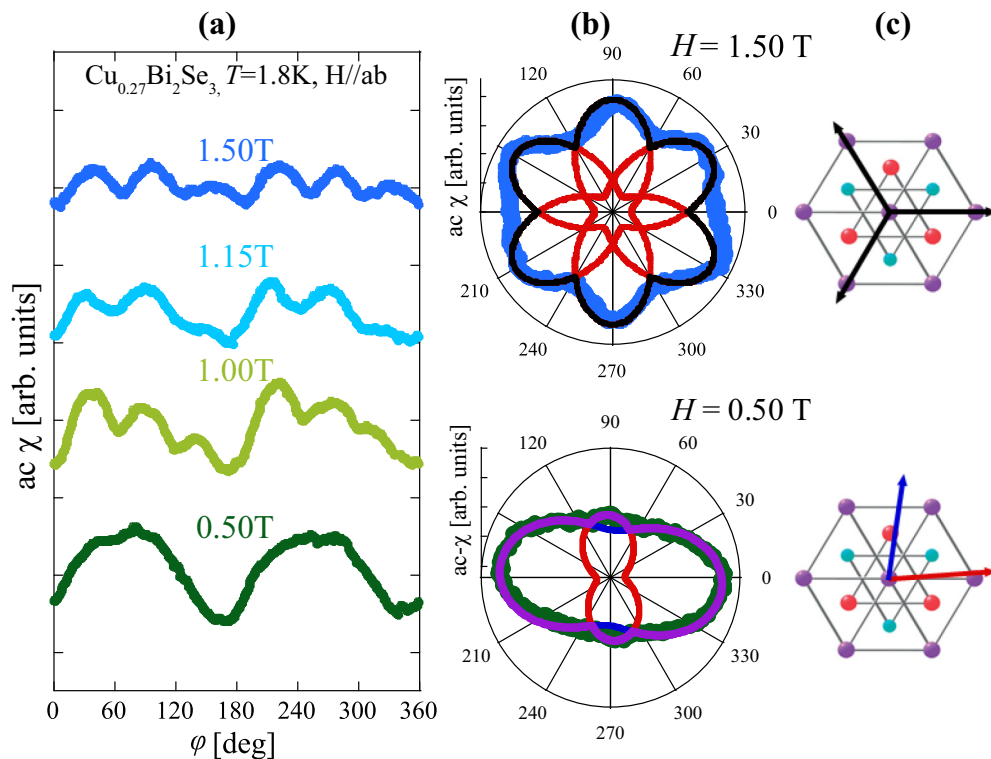 (a)
Cu0.27Bi2Se3, T=1.8K, H//ab
1.50T
1.15T
1.00T
0.50T
ac χ [arb. units]
0 60 120 180 240 300 360
φ [deg]
(b)
H = 1.50 T
ac χ [arb. units]
90
120 60
30
0
210 330
240 300
270
H = 0.50 T
ac-χ [arb. units]
90
120 60
30
0
210 330
240 300
270
(c)